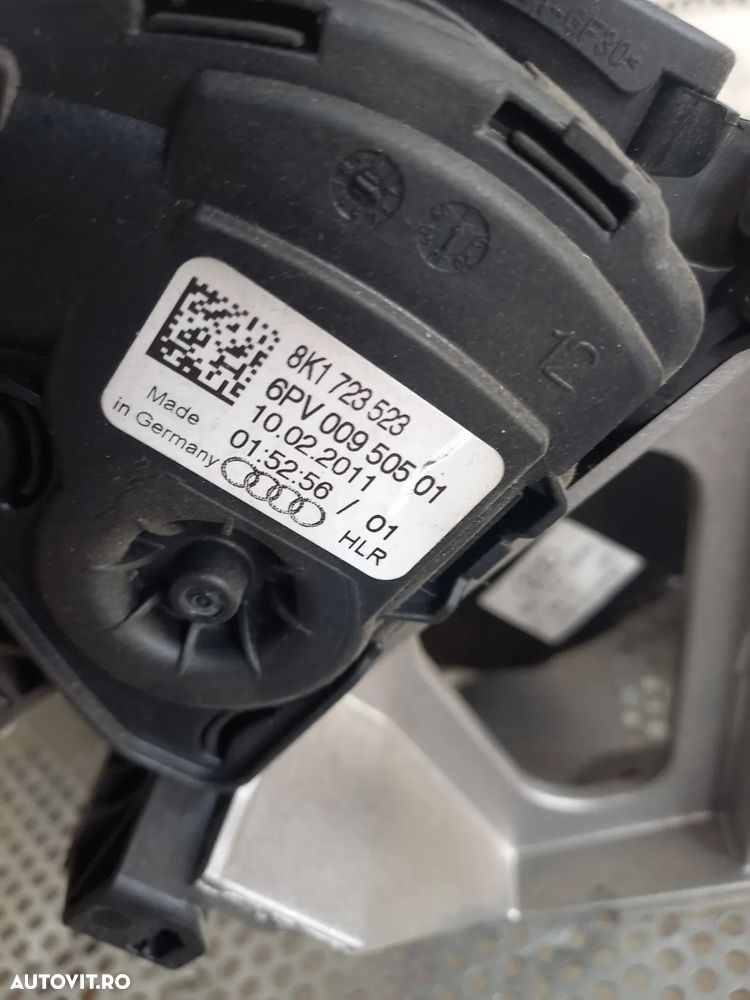 -GF30-
12
8K1 723 523
6PV 009 505 01
10.02.2011
01:52:56 / 01
HLR
Made
in Germany
AUTOVIT.RO